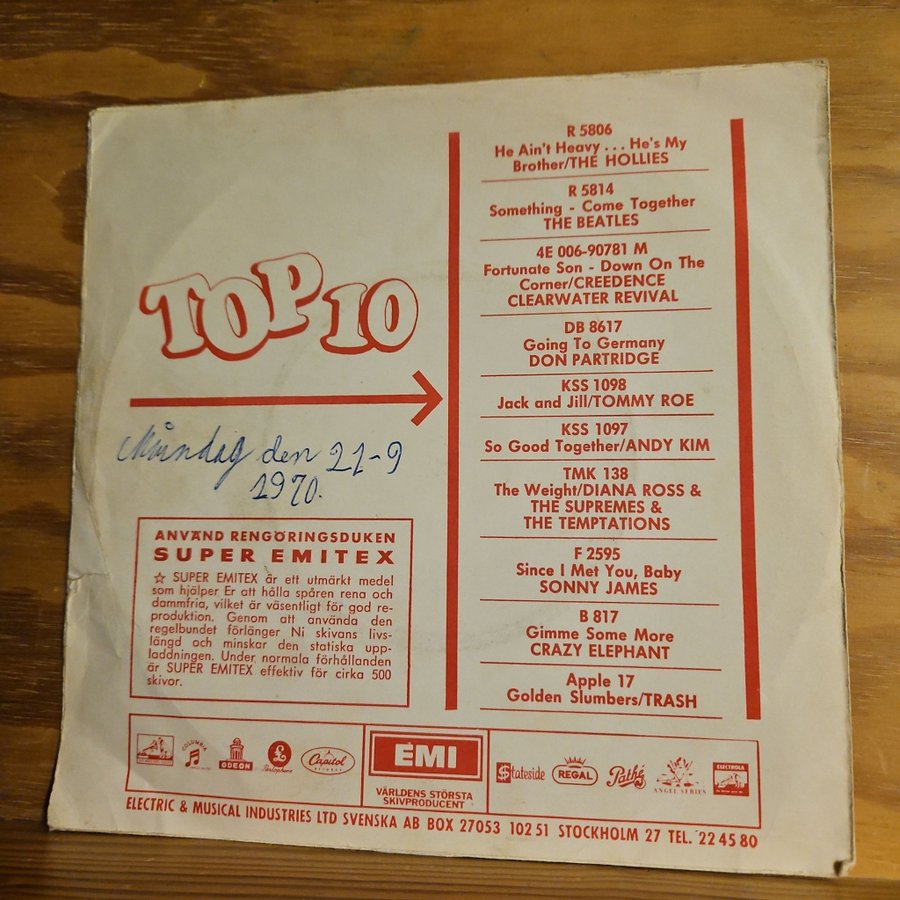 TOP 10
Måndag den 21-9
1970.
ANVÄND RENGÖRINGSDUKEN
SUPER EMITEX
☆ SUPER EMITEX är ett utmärkt medel
som hjälper Er att hålla spåren rena och
dammfria, vilket är väsentligt för god re-
produktion. Genom att använda den
regelbundet förlänger Ni skivans livs-
längd och minskar den statiska upp-
laddningen. Under normala förhållanden
är SUPER EMITEX effektiv för cirka 500
skivor.
R 5806
He Ain't Heavy . . . He's My
Brother/THE HOLLIES
R 5814
Something - Come Together
THE BEATLES
4E 006-90781 M
Fortunate Son - Down On The
Corner/CREEDENCE
CLEARWATER REVIVAL
DB 8617
Going To Germany
DON PARTRIDGE
KSS 1098
Jack and Jill/TOMMY ROE
KSS 1097
So Good Together/ANDY KIM
TMK 138
The Weight/DIANA ROSS &
THE SUPREMES &
THE TEMPTATIONS
F 2595
Since I Met You, Baby
SONNY JAMES
B 817
Gimme Some More
CRAZY ELEPHANT
Apple 17
Golden Slumbers/TRASH
COLUMBIA
ODEON
Parlophone
Capitol
RECORDS
EMI
VÄRLDENS STÖRSTA
SKIVPRODUCENT
Stateside
REGAL
Pathé
ANGEL SERIES
ELECTROLA
ELECTRIC & MUSICAL INDUSTRIES LTD SVENSKA AB BOX 27053 102 51 STOCKHOLM 27 TEL. 22 45 80